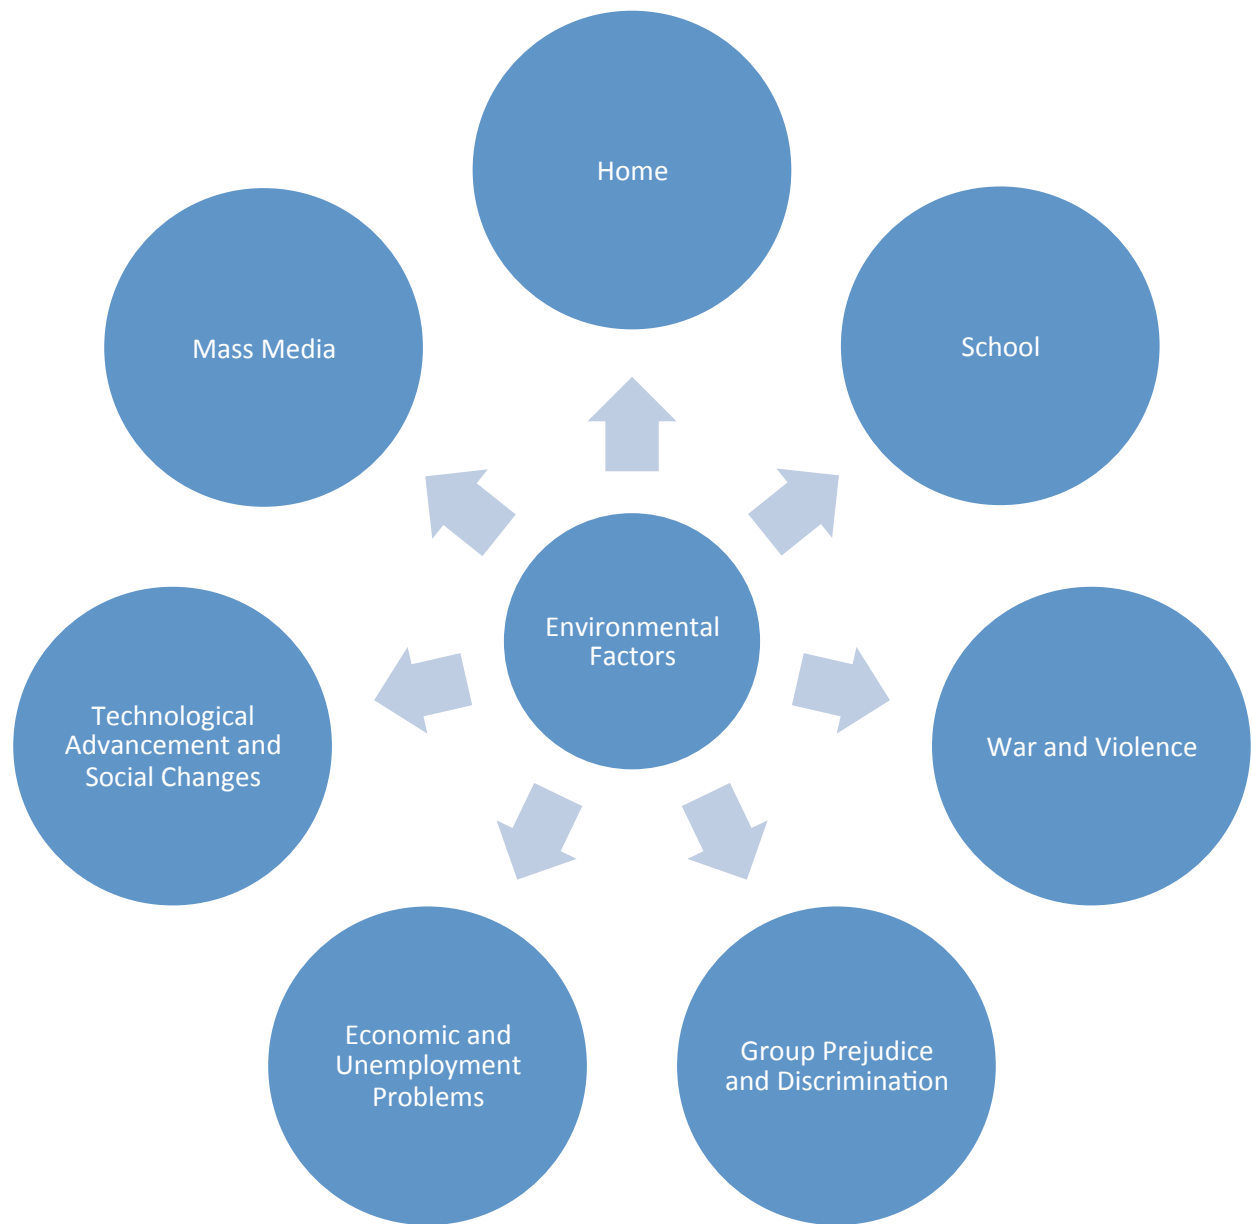 Home
School
Mass Media
Environmental
Factors
War and Violence
Technological
Advancement and
Social Changes
Group Prejudice
and Discrimination
Economic and
Unemployment
Problems